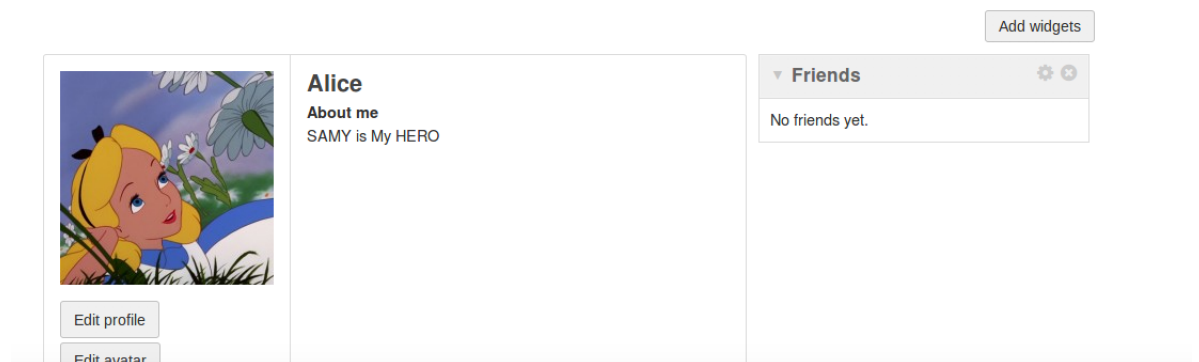 Add widgets
Alice
About me
SAMY is My HERO
Friends
No friends yet.
Edit profile
Edit avatar